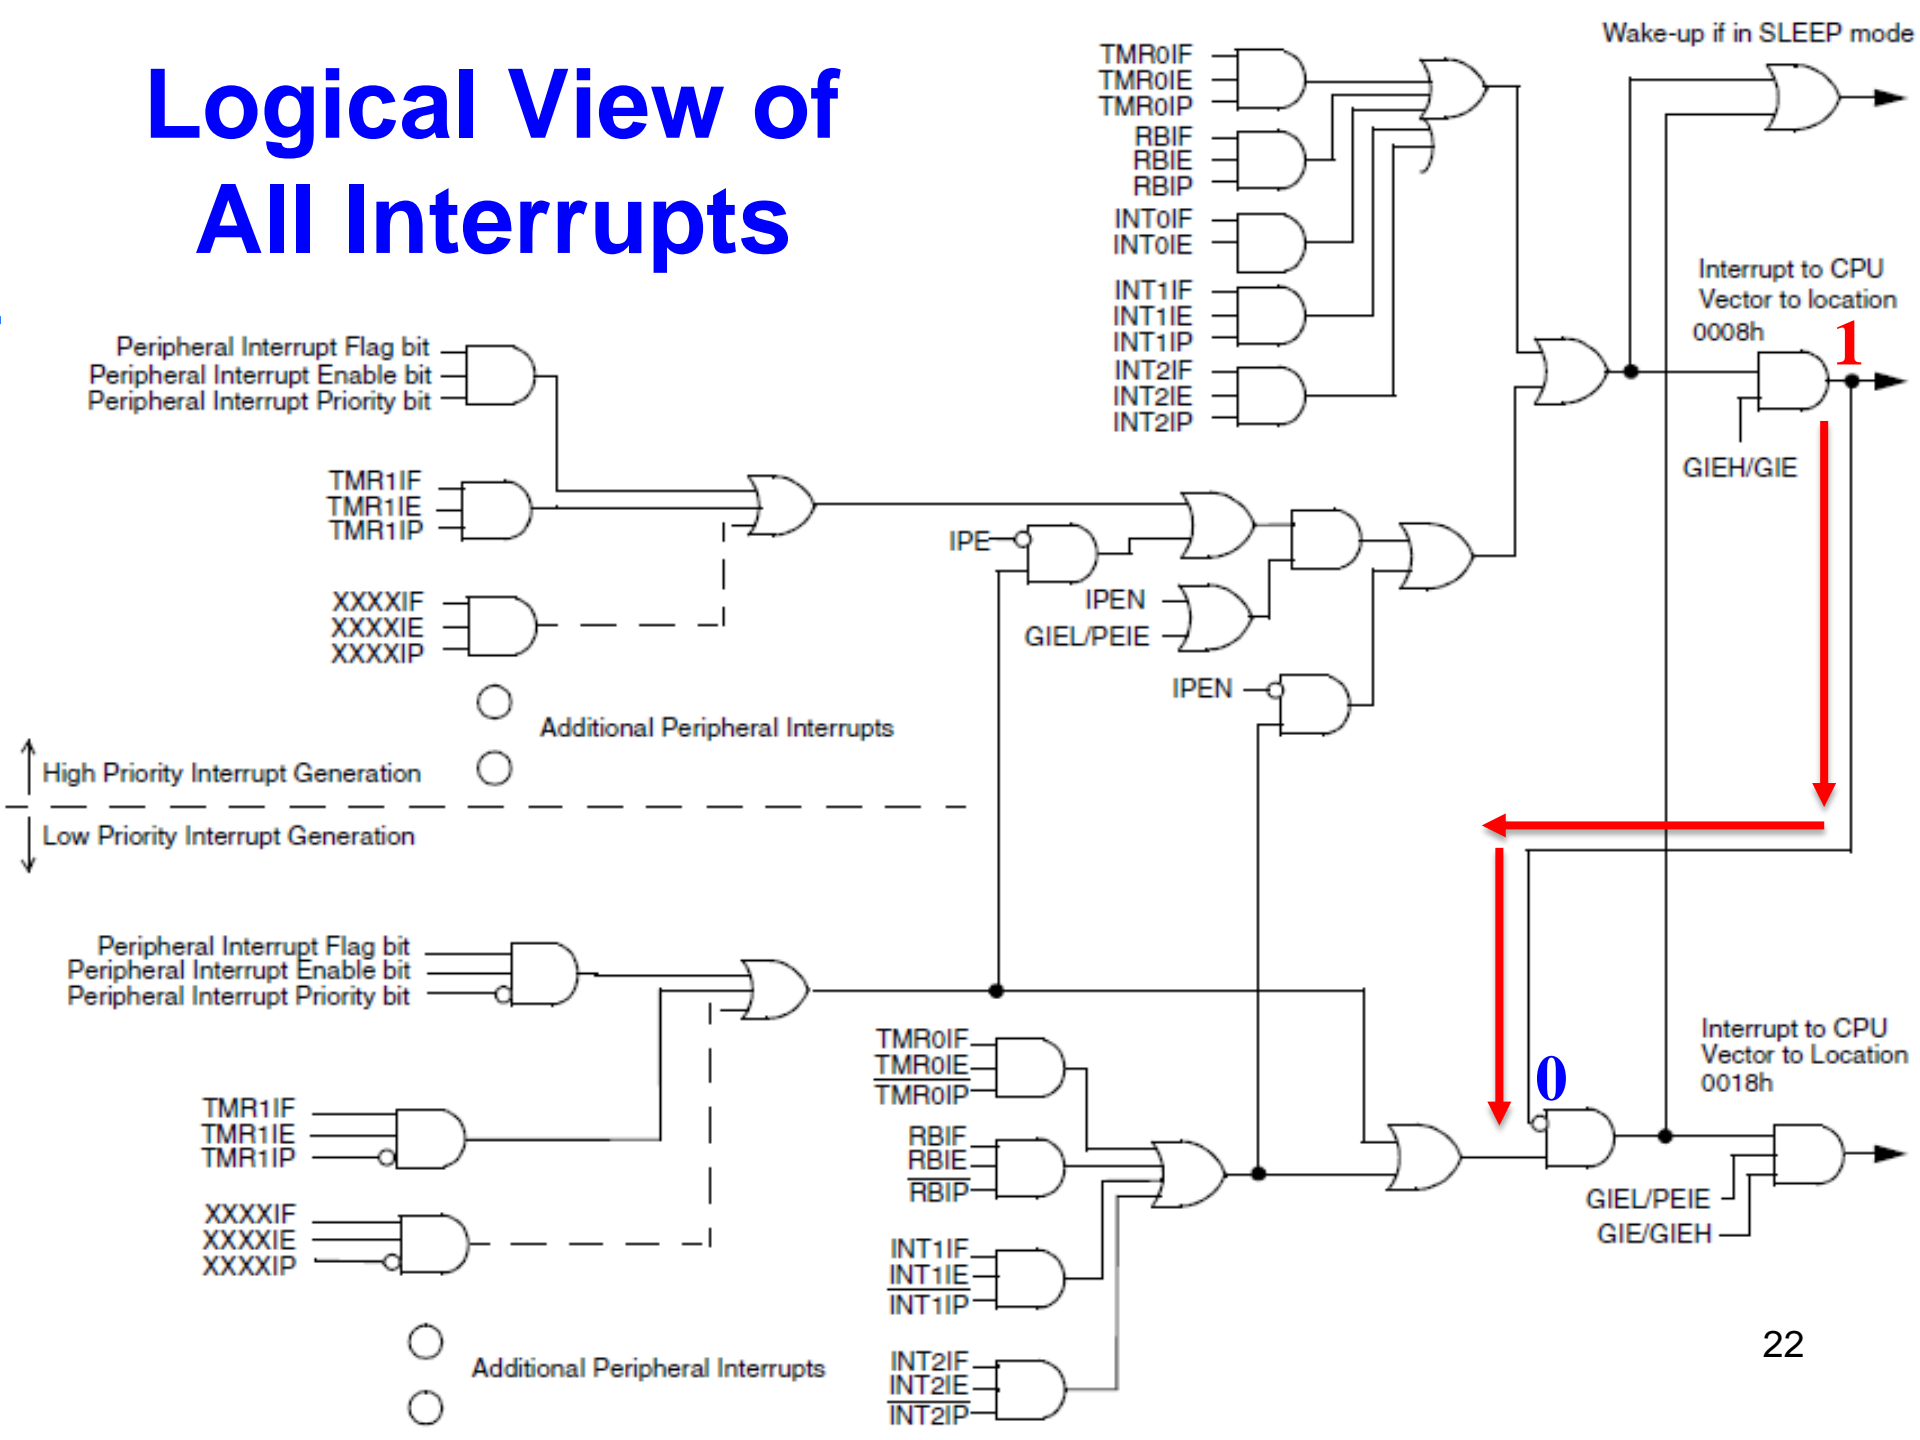 Logical View of
All Interrupts
Wake-up if in SLEEP mode
TMR0IF
TMR0IE
TMR0IP
RBIF
RBIE
RBIP
INT0IF
INT0IE
INT1IF
INT1IE
INT1IP
INT2IF
INT2IE
INT2IP
Interrupt to CPU
Vector to location
0008h
1
GIEH/GIE
Peripheral Interrupt Flag bit
Peripheral Interrupt Enable bit
Peripheral Interrupt Priority bit
TMR1IF
TMR1IE
TMR1IP
XXXXIF
XXXXIE
XXXXIP
IPE
IPEN
GIEL/PEIE
IPEN
Additional Peripheral Interrupts
High Priority Interrupt Generation
Low Priority Interrupt Generation
Peripheral Interrupt Flag bit
Peripheral Interrupt Enable bit
Peripheral Interrupt Priority bit
TMR1IF
TMR1IE
TMR1IP
XXXXIF
XXXXIE
XXXXIP
Additional Peripheral Interrupts
TMR0IF
TMR0IE
TMR0IP
RBIF
RBIE
RBIP
INT1IF
INT1IE
INT1IP
INT2IF
INT2IE
INT2IP
0
Interrupt to CPU
Vector to Location
0018h
GIEL/PEIE
GIE/GIEH
22